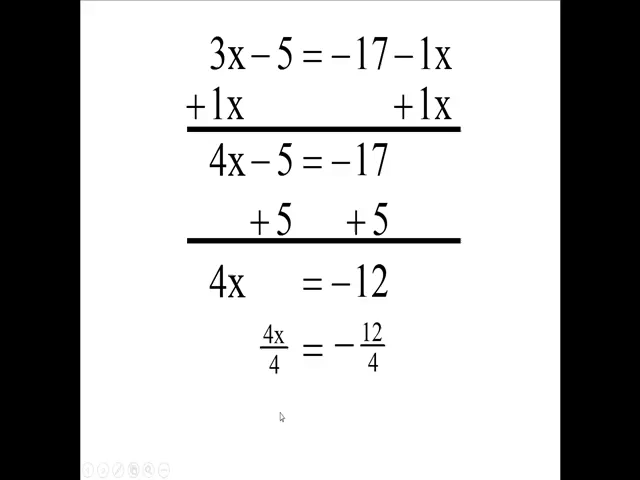 3x – 5 = –17 – 1x
+1x +1x
4x – 5 = –17
+5 +5
4x = –12
4x/4 = – 12/4